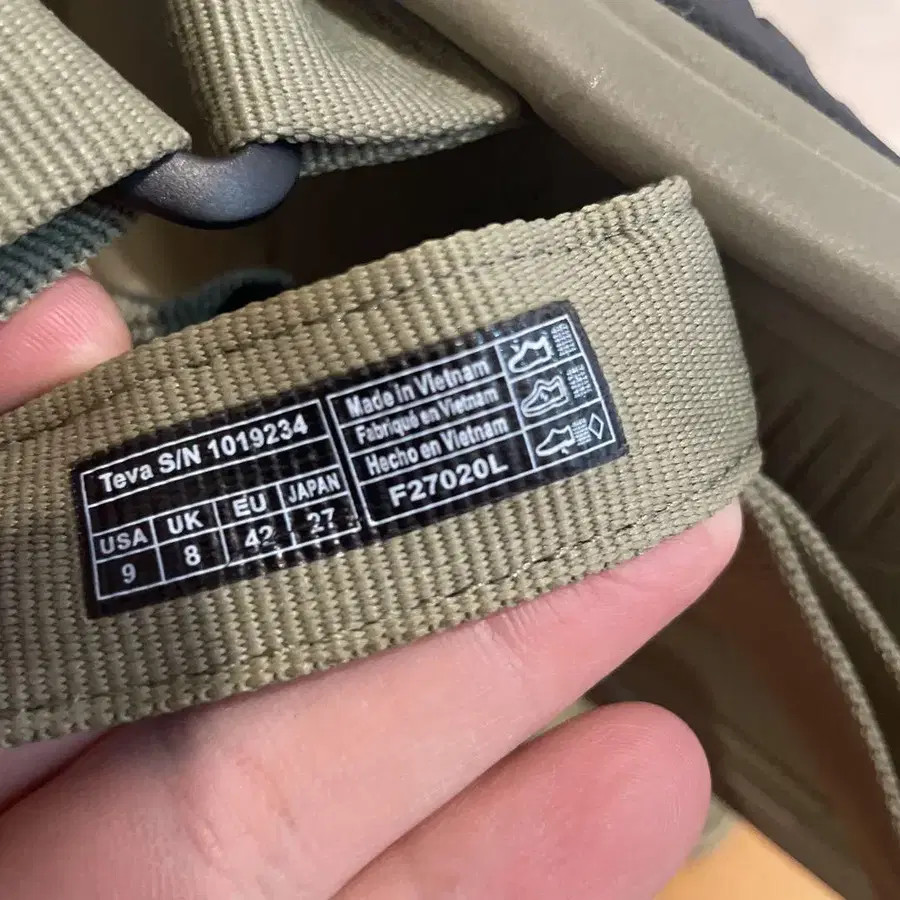 Teva S/N 1019234
USA UK EU JAPAN
9 8 42 27
Made in Vietnam
Fabriqué en Vietnam
Hecho en Vietnam
F27020L